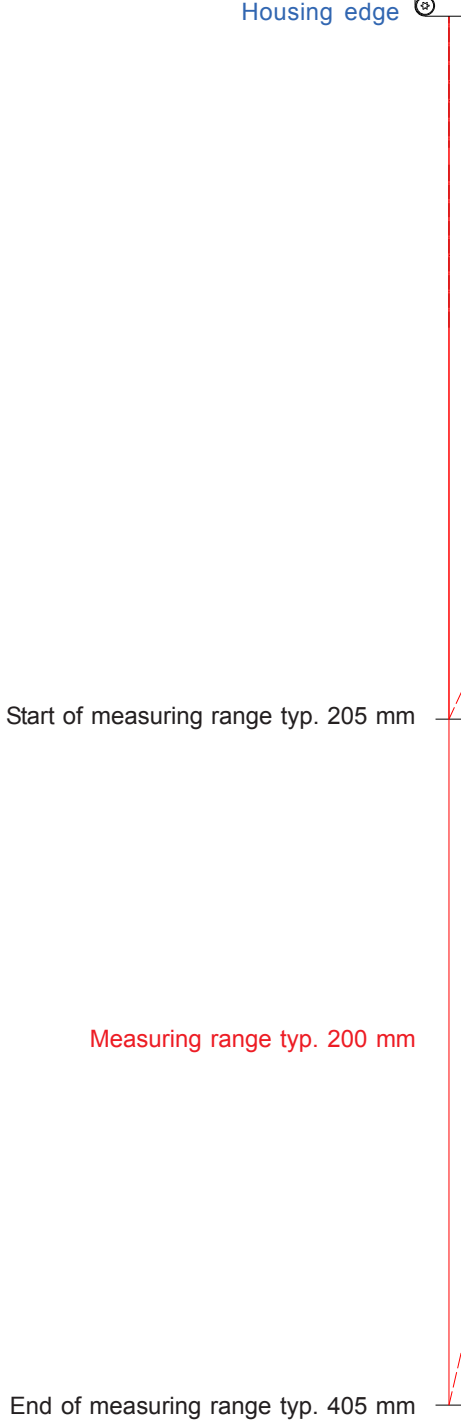 Housing edge
Start of measuring range typ. 205 mm
Measuring range typ. 200 mm
End of measuring range typ. 405 mm